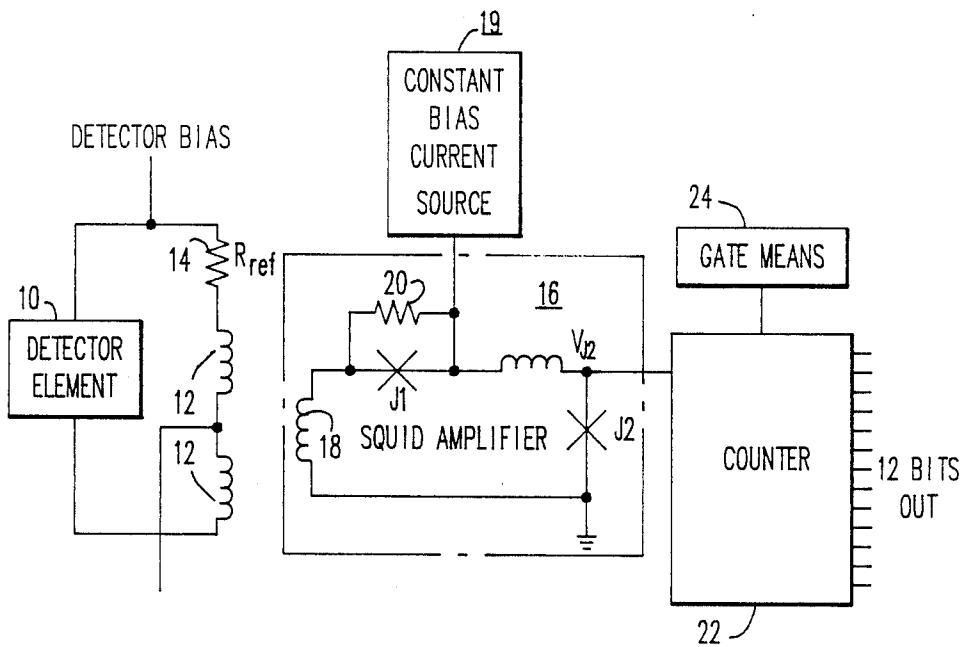 19
CONSTANT
BIAS
CURRENT
SOURCE
DETECTOR BIAS
14
Rref
10
DETECTOR
ELEMENT
12
12
20
16
J1
18
SQUID AMPLIFIER
VJ2
J2
24
GATE MEANS
COUNTER
12 BITS
OUT
22